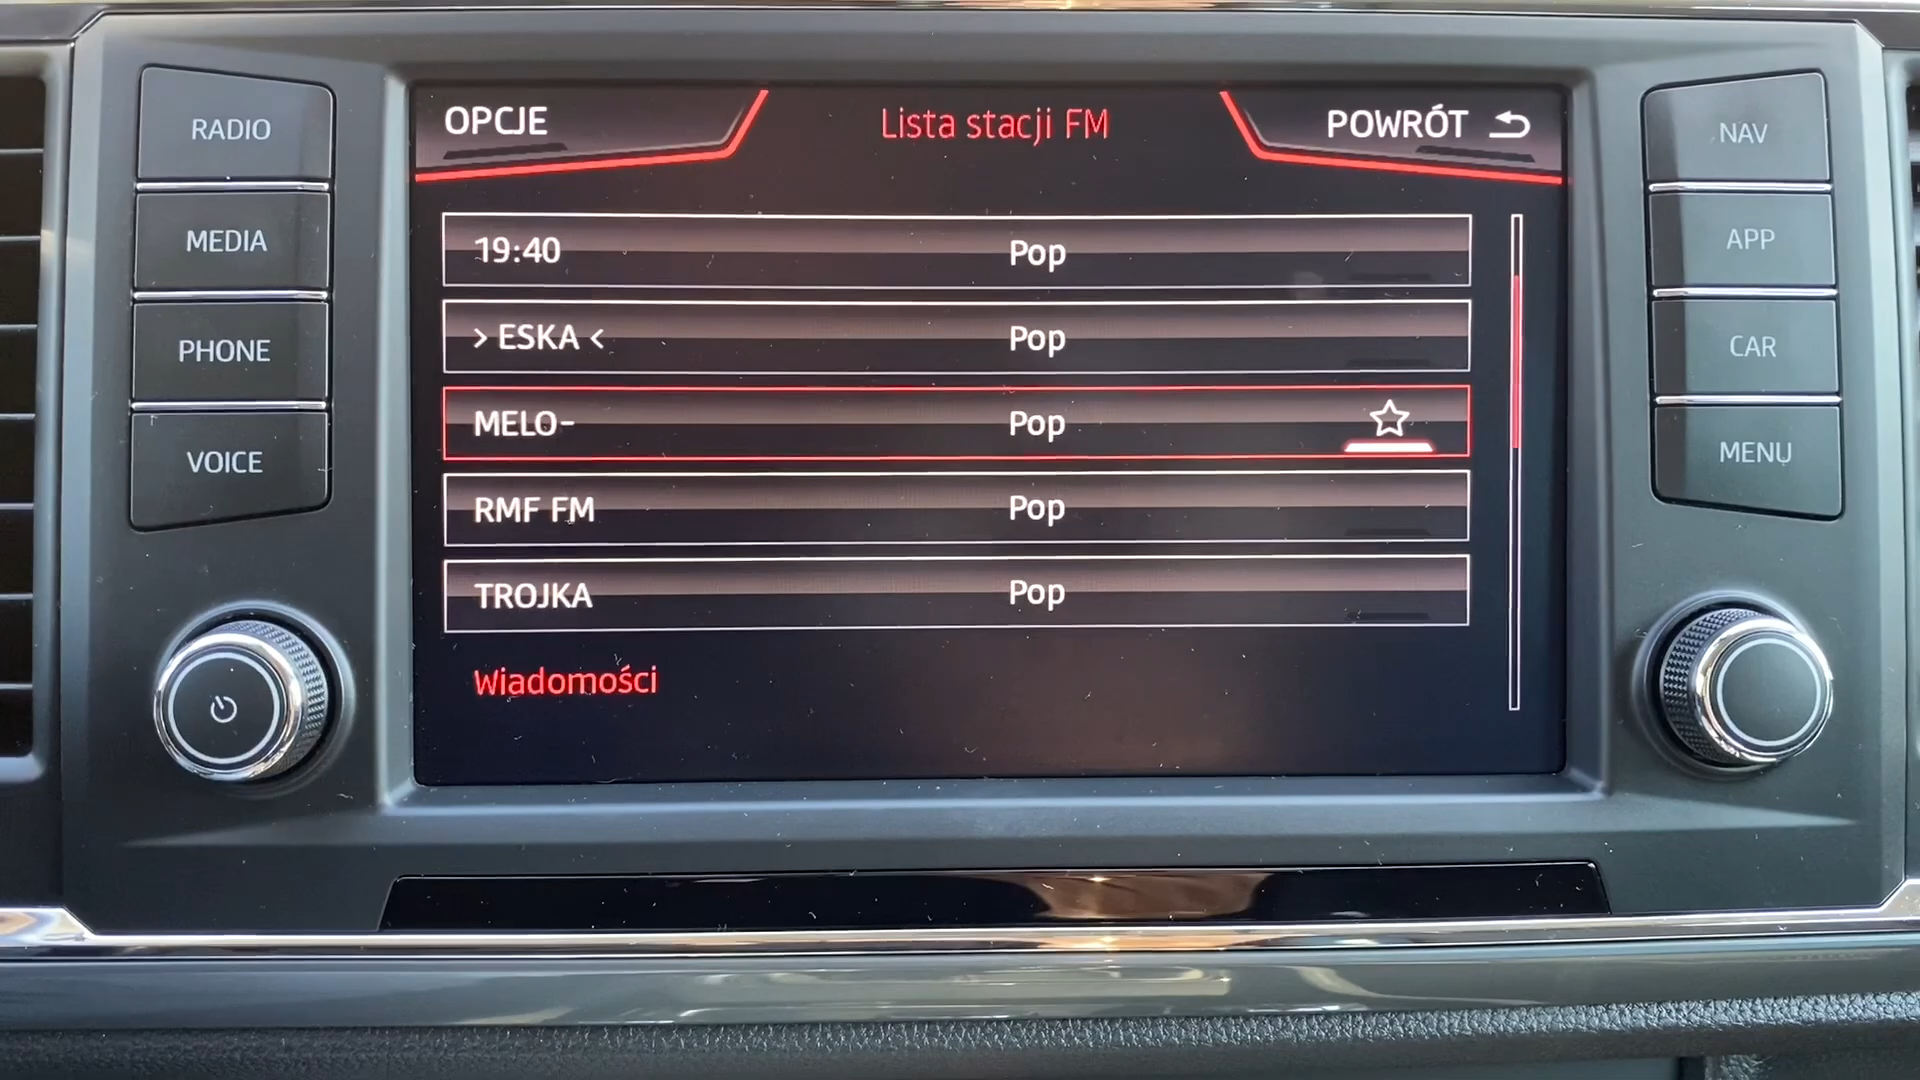 RADIO
MEDIA
PHONE
VOICE
OPCJE
Lista stacji FM
POWRÓT
19:40 Pop
> ESKA < Pop
MELO- Pop
RMF FM Pop
TROJKA Pop
Wiadomości
NAV
APP
CAR
MENU